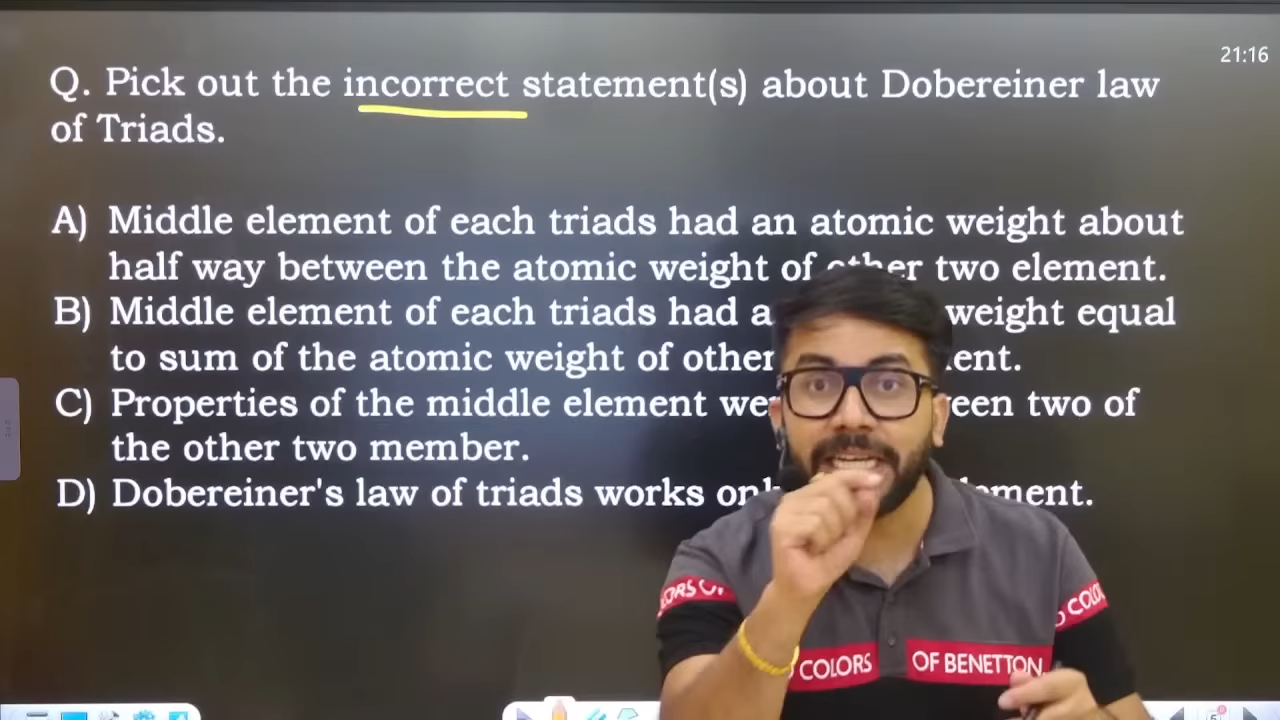 21:16
Q. Pick out the incorrect statement(s) about Dobereiner law
of Triads.
A) Middle element of each triads had an atomic weight about
half way between the atomic weight of other two element.
B) Middle element of each triads had weight equal
to sum of the atomic weight of other
C) Properties of the middle element two of
the other two member.
D) Dobereiner's law of triads works
COLORS OF BENETTON